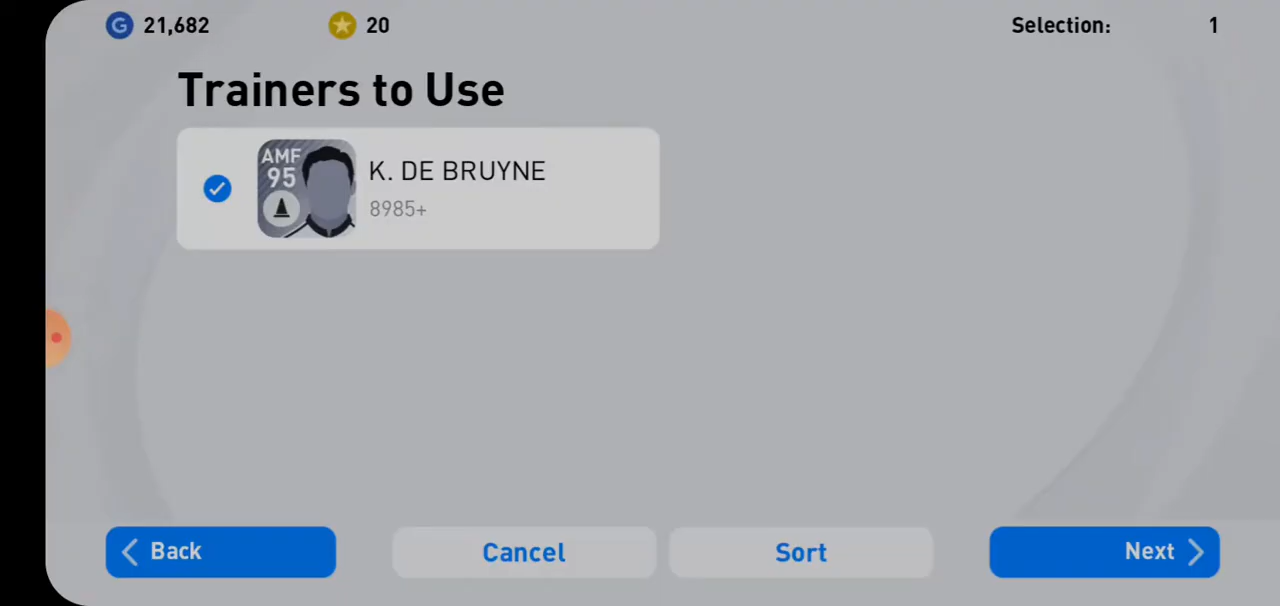 G 21,682 20 Selection: 1
Trainers to Use
AMF
95
K. DE BRUYNE
8985+
Back Cancel Sort Next